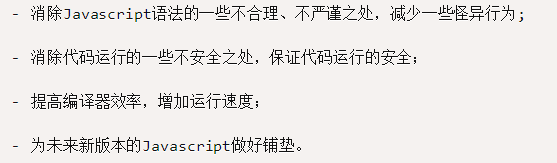 - 消除Javascript语法的一些不合理、不严谨之处，减少一些怪异行为;
- 消除代码运行的一些不安全之处，保证代码运行的安全；
- 提高编译器效率，增加运行速度；
- 为未来新版本的Javascript做好铺垫。